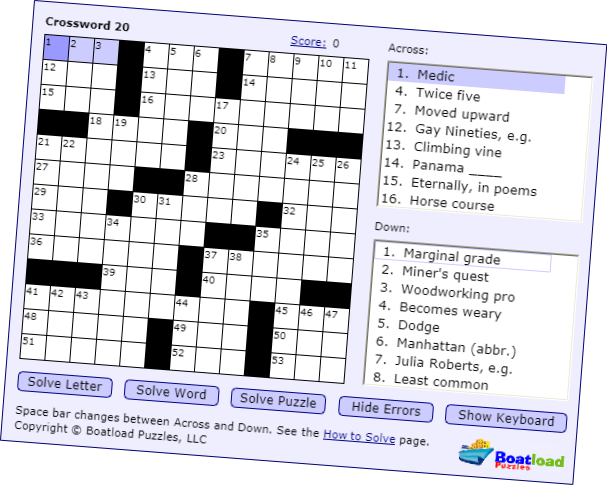 Crossword 20
Score: 0
1 2 3 4 5 6 7 8 9 10 11
12 13 14
15 16 17
18 19 20
21 22 23 24 25 26
27 28
29 30 31 32
33 34 35
36 37 38
39 40
41 42 43 44 45 46 47
48 49 50
51 52 53
Across:
1. Medic
4. Twice five
7. Moved upward
12. Gay Nineties, e.g.
13. Climbing vine
14. Panama ____
15. Eternally, in poems
16. Horse course
Down:
1. Marginal grade
2. Miner's quest
3. Woodworking pro
4. Becomes weary
5. Dodge
6. Manhattan (abbr.)
7. Julia Roberts, e.g.
8. Least common
Solve Letter Solve Word Solve Puzzle Hide Errors Show Keyboard
Space bar changes between Across and Down. See the How to Solve page.
Copyright © Boatload Puzzles, LLC
Boatload
Puzzles